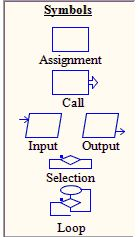 Symbols
Assignment
Call
Input Output
Selection
Loop